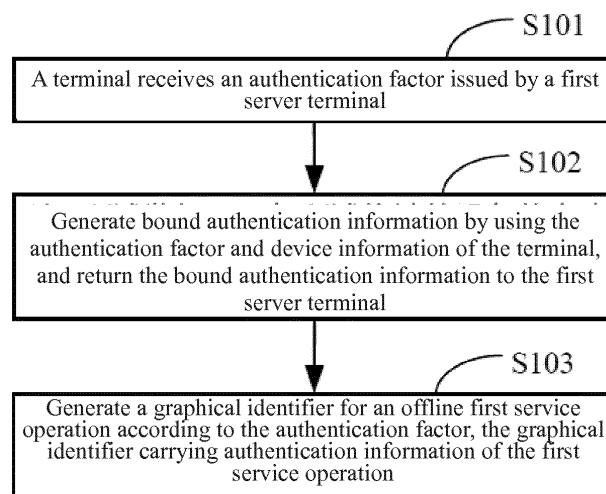 S101
A terminal receives an authentication factor issued by a first
server terminal
S102
Generate bound authentication information by using the
authentication factor and device information of the terminal,
and return the bound authentication information to the first
server terminal
S103
Generate a graphical identifier for an offline first service
operation according to the authentication factor, the graphical
identifier carrying authentication information of the first
service operation